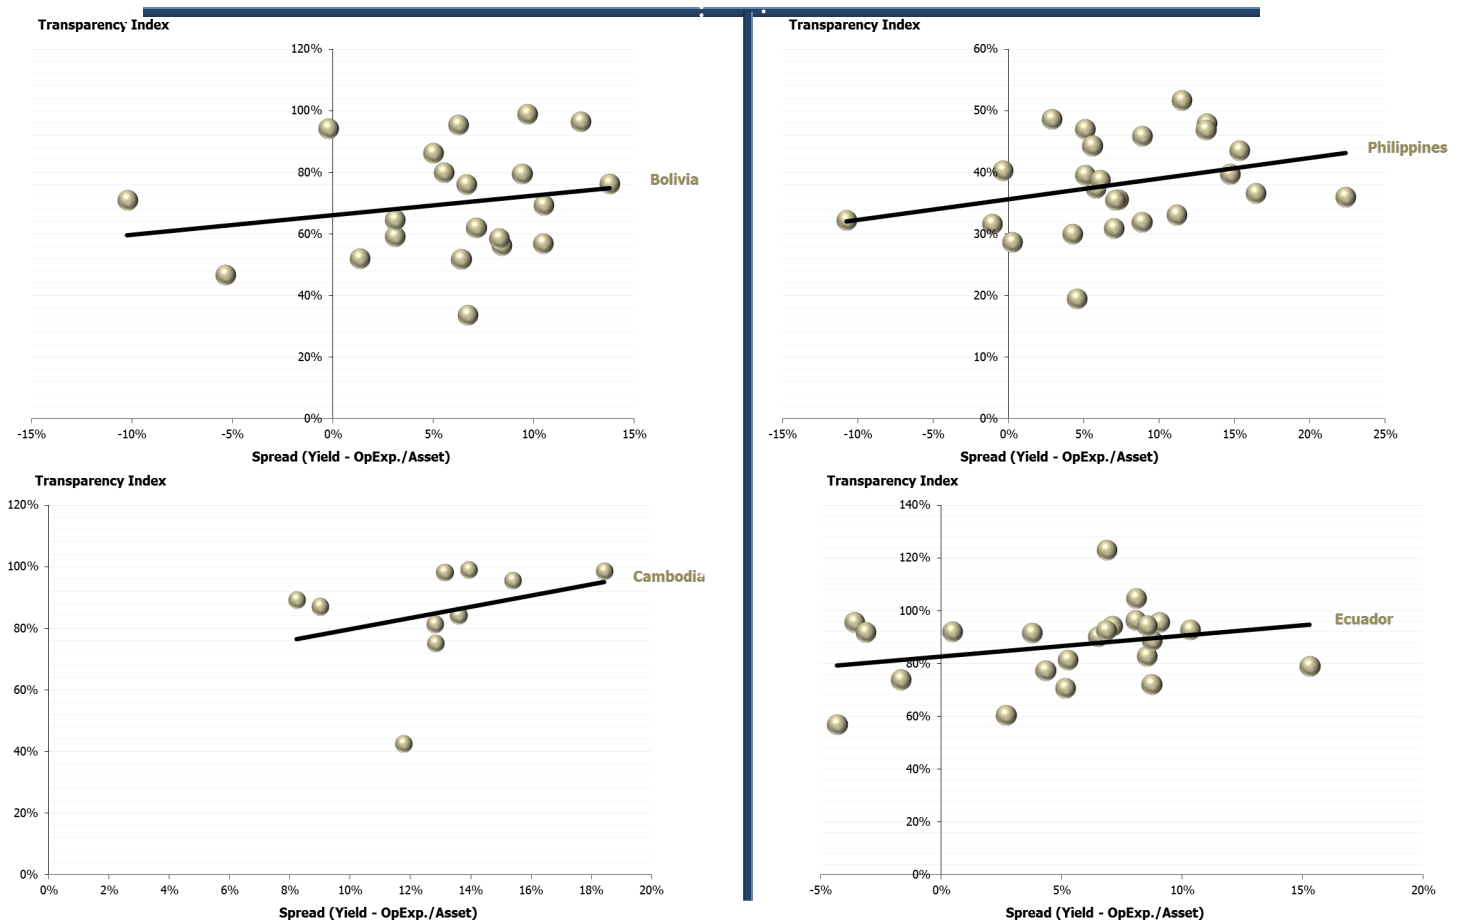 Transparency Index
120%
100%
80%
60%
40%
20%
0%
-15% -10% -5% 0% 5% 10% 15%
Spread (Yield - OpExp./Asset)
Bolivia
Transparency Index
60%
50%
40%
30%
20%
10%
0%
-15% -10% -5% 0% 5% 10% 15% 20% 25%
Spread (Yield - OpExp./Asset)
Philippines
Transparency Index
120%
100%
80%
60%
40%
20%
0%
0% 2% 4% 6% 8% 10% 12% 14% 16% 18% 20%
Spread (Yield - OpExp./Asset)
Cambodia
Transparency Index
140%
120%
100%
80%
60%
40%
20%
0%
-5% 0% 5% 10% 15% 20%
Spread (Yield - OpExp./Asset)
Ecuador